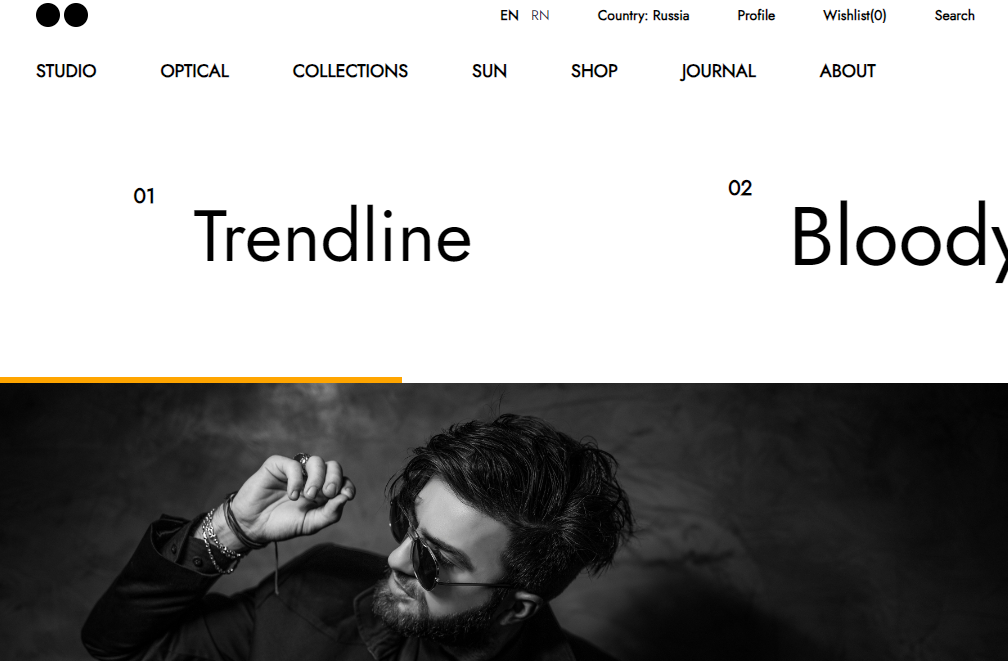 EN RN Country: Russia Profile Wishlist(0) Search
STUDIO OPTICAL COLLECTIONS SUN SHOP JOURNAL ABOUT
01
Trendline
02
Bloody